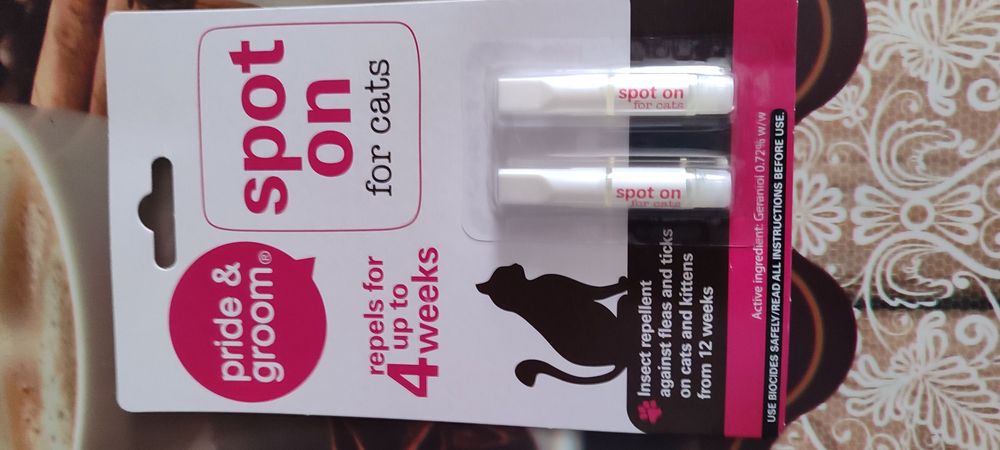 pride &
groom®
spot
on
for cats
repels for
up to
4 weeks
spot on
for cats
spot on
for cats
Insect repellent
against fleas and ticks
on cats and kittens
from 12 weeks
Active ingredient: Geraniol 0.72% w/w
USE BIOCIDES SAFELY/READ ALL INSTRUCTIONS BEFORE USE.